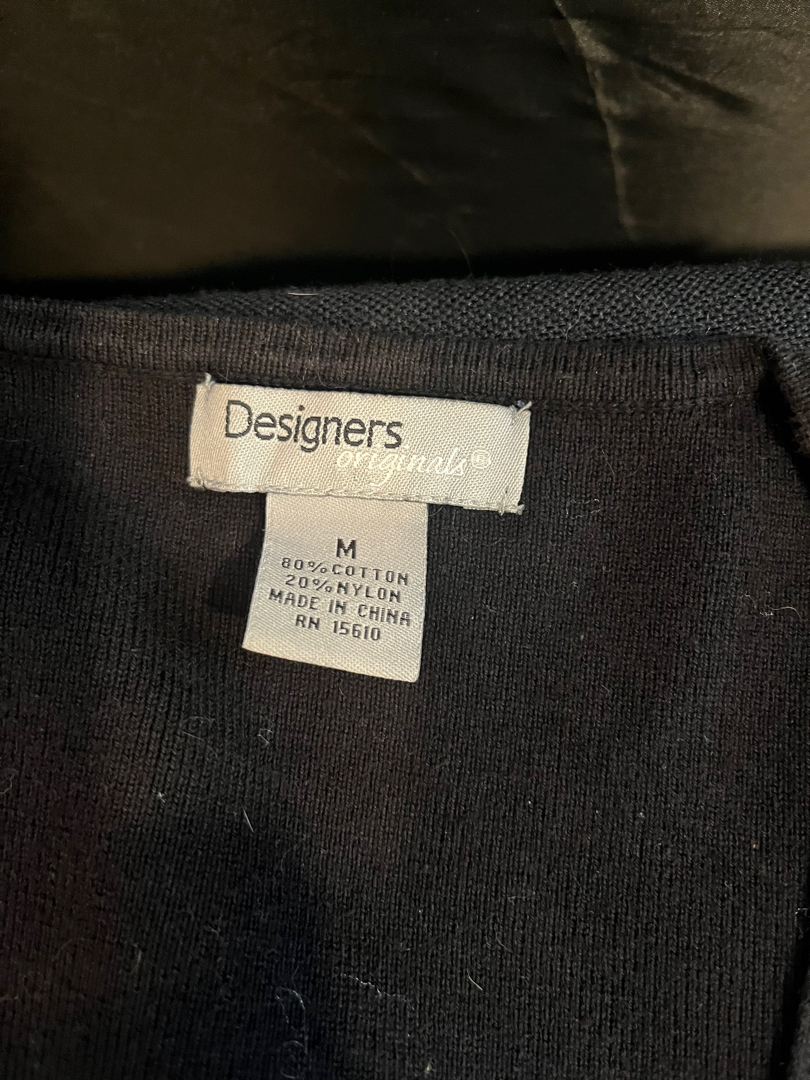 Designers
originals®
M
80% COTTON
20% NYLON
MADE IN CHINA
RN 15610